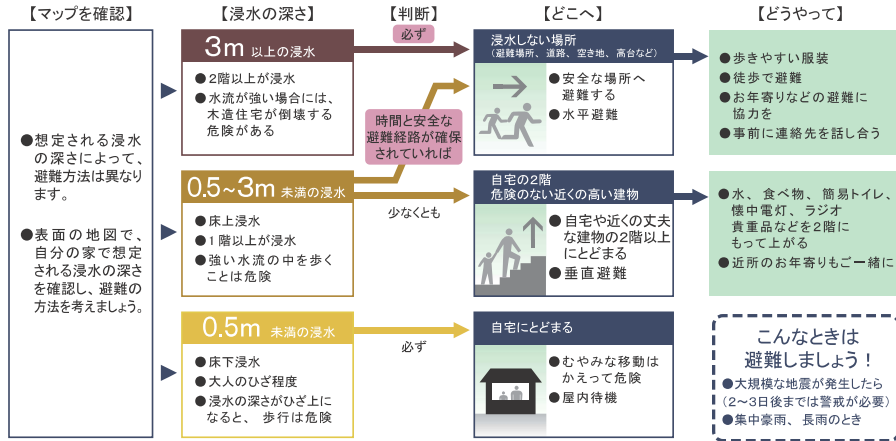 【マップを確認】
●想定される浸水
の深さによって、
避難方法は異なり
ます。
●表面の地図で、
自分の家で想定
される浸水の深さ
を確認し、避難の
方法を考えましょう。
【浸水の深さ】
3m 以上の浸水
●2階以上が浸水
●水流が強い場合には、
木造住宅が倒壊する
危険がある
0.5~3m 未満の浸水
●床上浸水
●1階以上が浸水
●強い水流の中を歩く
ことは危険
0.5m 未満の浸水
●床下浸水
●大人のひざ程度
●浸水の深さがひざ上に
なると、歩行は危険
【判断】
必ず
時間と安全な
避難経路が確保
されていれば
少なくとも
必ず
【どこへ】
浸水しない場所
(避難場所、道路、空き地、高台など)
●安全な場所へ
避難する
●水平避難
自宅の2階
危険のない近くの高い建物
●自宅や近くの丈夫
な建物の2階以上
にとどまる
●垂直避難
自宅にとどまる
●むやみな移動は
かえって危険
●屋内待機
【どうやって】
●歩きやすい服装
●徒歩で避難
●お年寄りなどの避難に
協力を
●事前に連絡先を話し合う
●水、食べ物、簡易トイレ、
懐中電灯、ラジオ
貴重品などを2階に
もって上がる
●近所のお年寄りもご一緒に
こんなときは
避難しましょう！
●大規模な地震が発生したら
(2~3日後までは警戒が必要)
●集中豪雨、長雨のとき